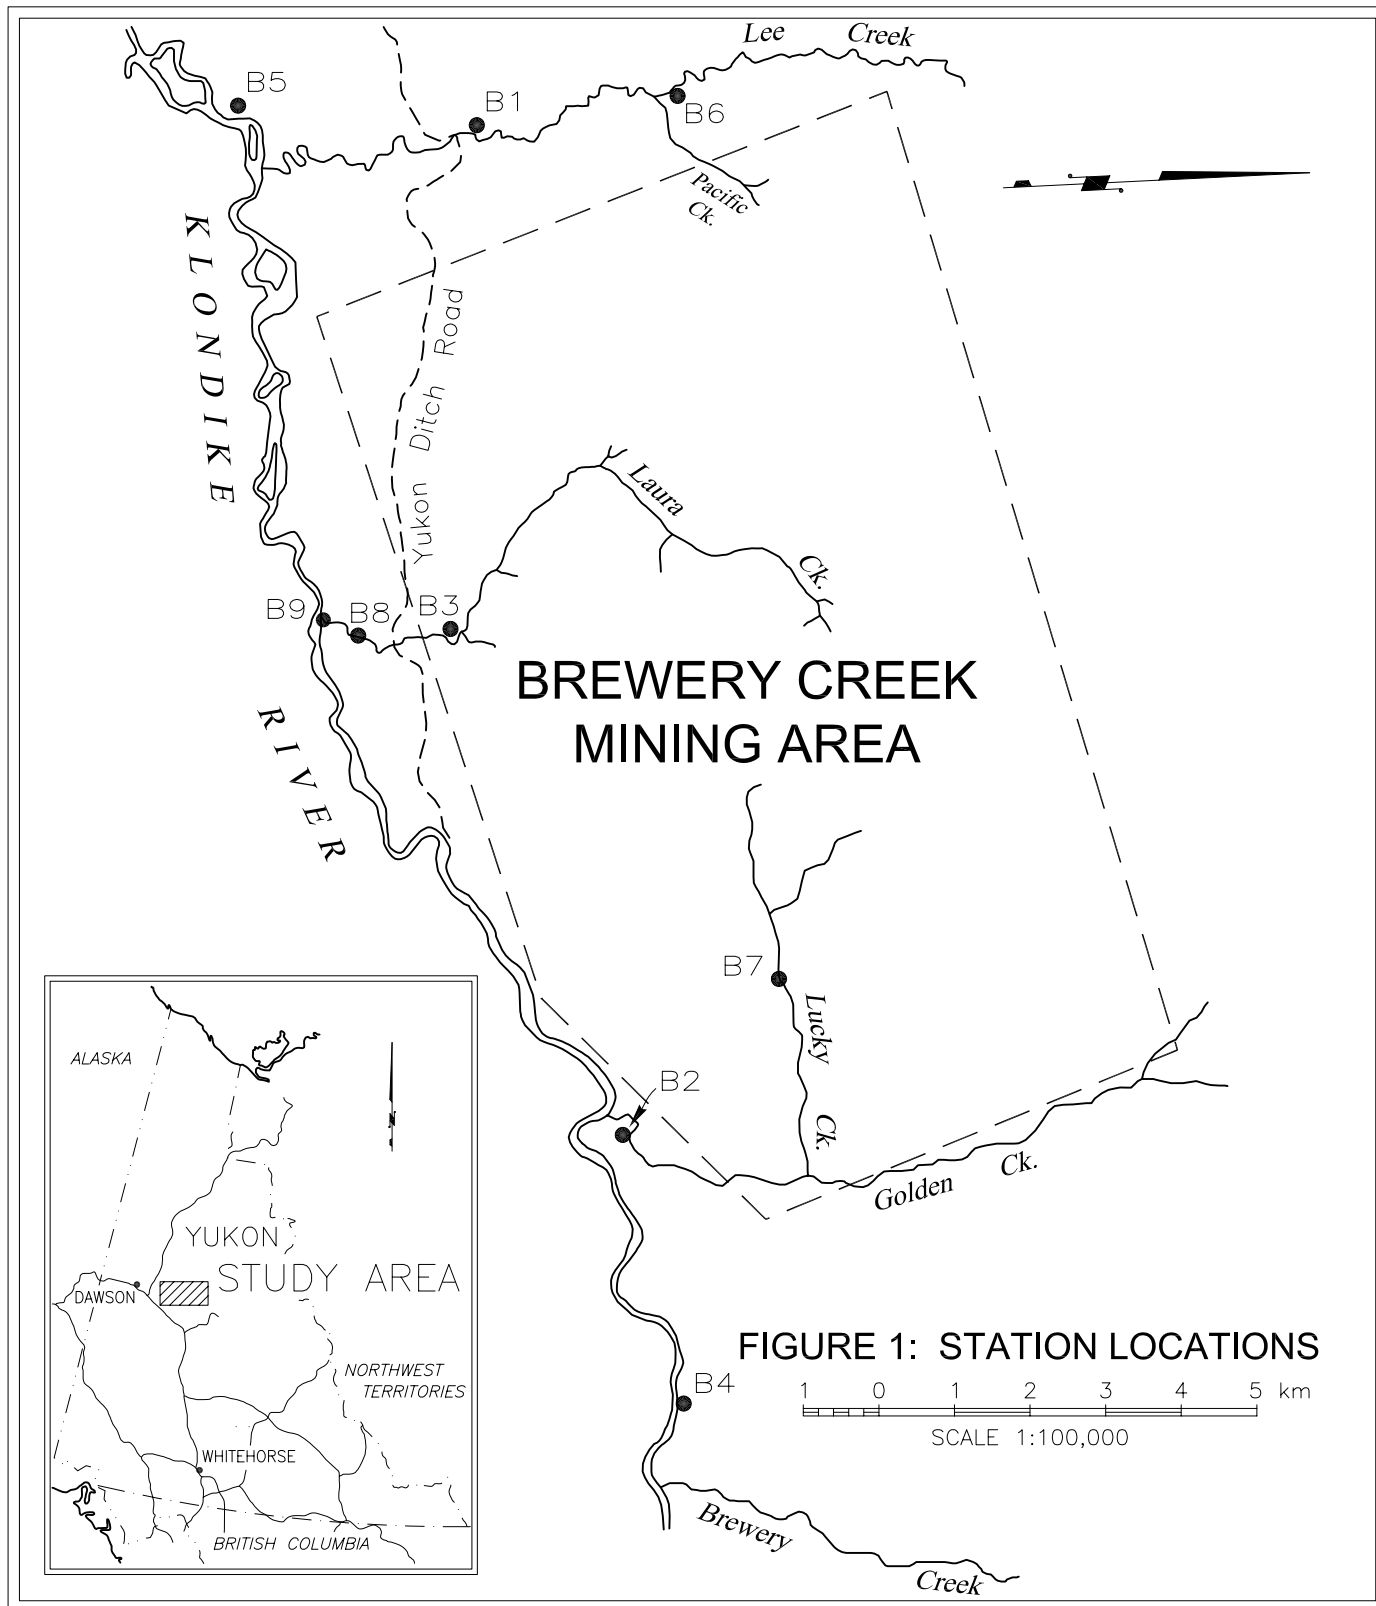 Lee Creek
B5
B1
B6
Pacific
Ck.
KLONDIKE
Yukon Ditch Road
Laura
Ck.
B9
B8
B3
BREWERY CREEK
MINING AREA
RIVER
B7
Lucky
Ck.
B2
Golden
Ck.
ALASKA
YUKON
STUDY AREA
DAWSON
NORTHWEST
TERRITORIES
WHITEHORSE
BRITISH COLUMBIA
FIGURE 1: STATION LOCATIONS
B4
1 0 1 2 3 4 5 km
SCALE 1:100,000
Brewery
Creek